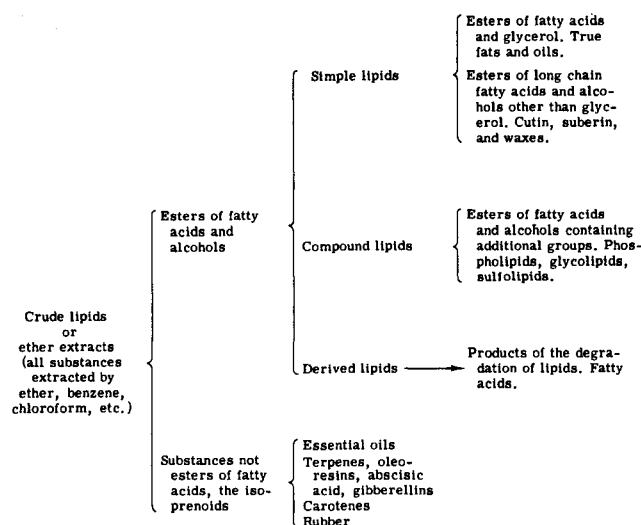 Esters of fatty acids
and glycerol. True
fats and oils.
Simple lipids
Esters of long chain
fatty acids and alco-
hols other than glyc-
erol. Cutin, suberin,
and waxes.
Esters of fatty
acids and
alcohols
Esters of fatty acids
and alcohols containing
additional groups. Phos-
pholipids, glycolipids,
sulfolipids.
Compound lipids
Crude lipids
or
ether extracts
(all substances
extracted by
ether, benzene,
chloroform, etc.)
Derived lipids
Products of the degra-
dation of lipids. Fatty
acids.
Substances not
esters of fatty
acids, the iso-
prenoids
Essential oils
Terpenes, oleo-
resins, abscisic
acid, gibberellins
Carotenes
Rubber